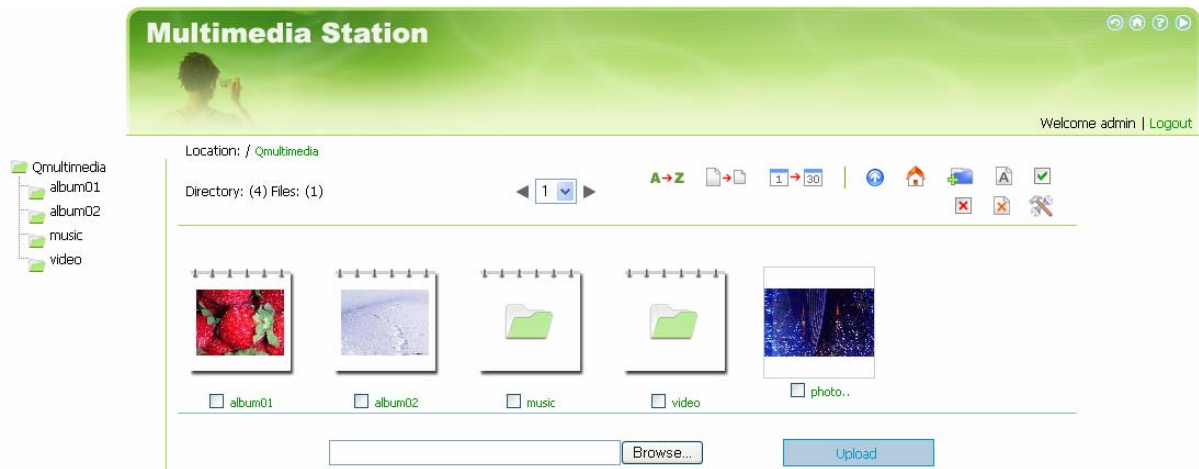 Multimedia Station
Welcome admin | Logout
Qmultimedia
album01
album02
music
video
Location: / Qmultimedia
Directory: (4) Files: (1)
1
A→Z
1→30
A
album01
album02
music
video
photo..
Browse...
Upload